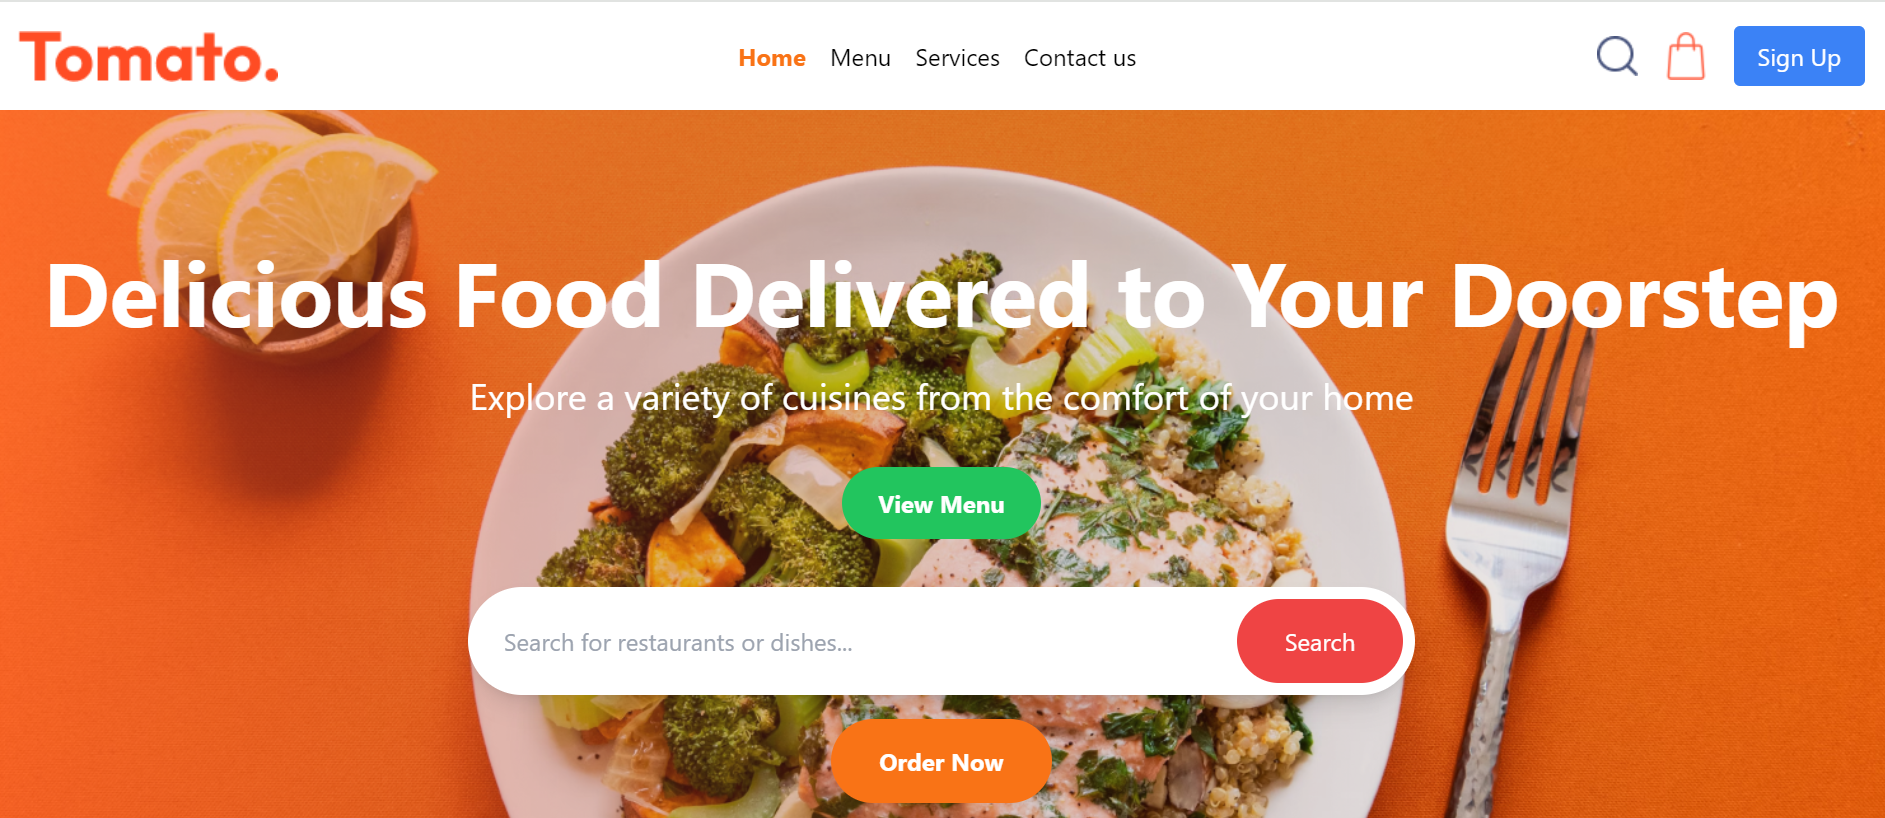 Tomato.
Home Menu Services Contact us
Sign Up
Delicious Food Delivered to Your Doorstep
Explore a variety of cuisines from the comfort of your home
View Menu
Search for restaurants or dishes...
Search
Order Now